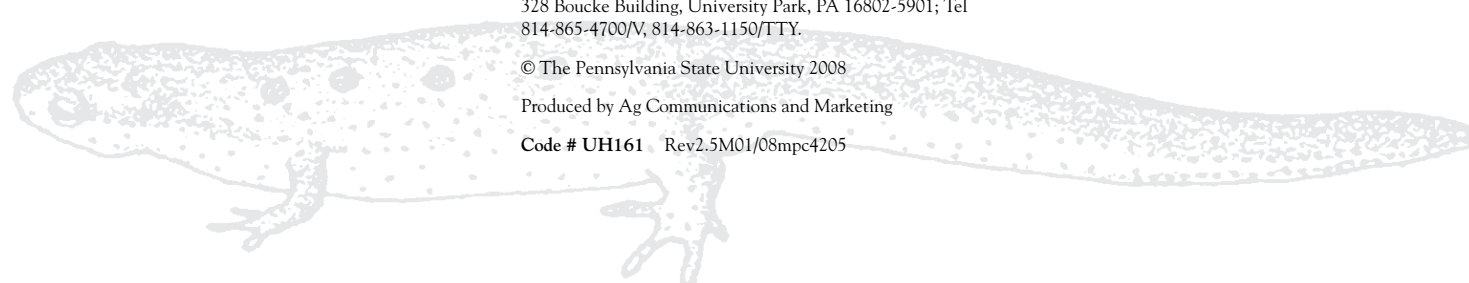 328 Boucke Building, University Park, PA 16802-5901; Tel
814-865-4700/V, 814-863-1150/TTY.
© The Pennsylvania State University 2008
Produced by Ag Communications and Marketing
Code # UH161 Rev2.5M01/08mpc4205